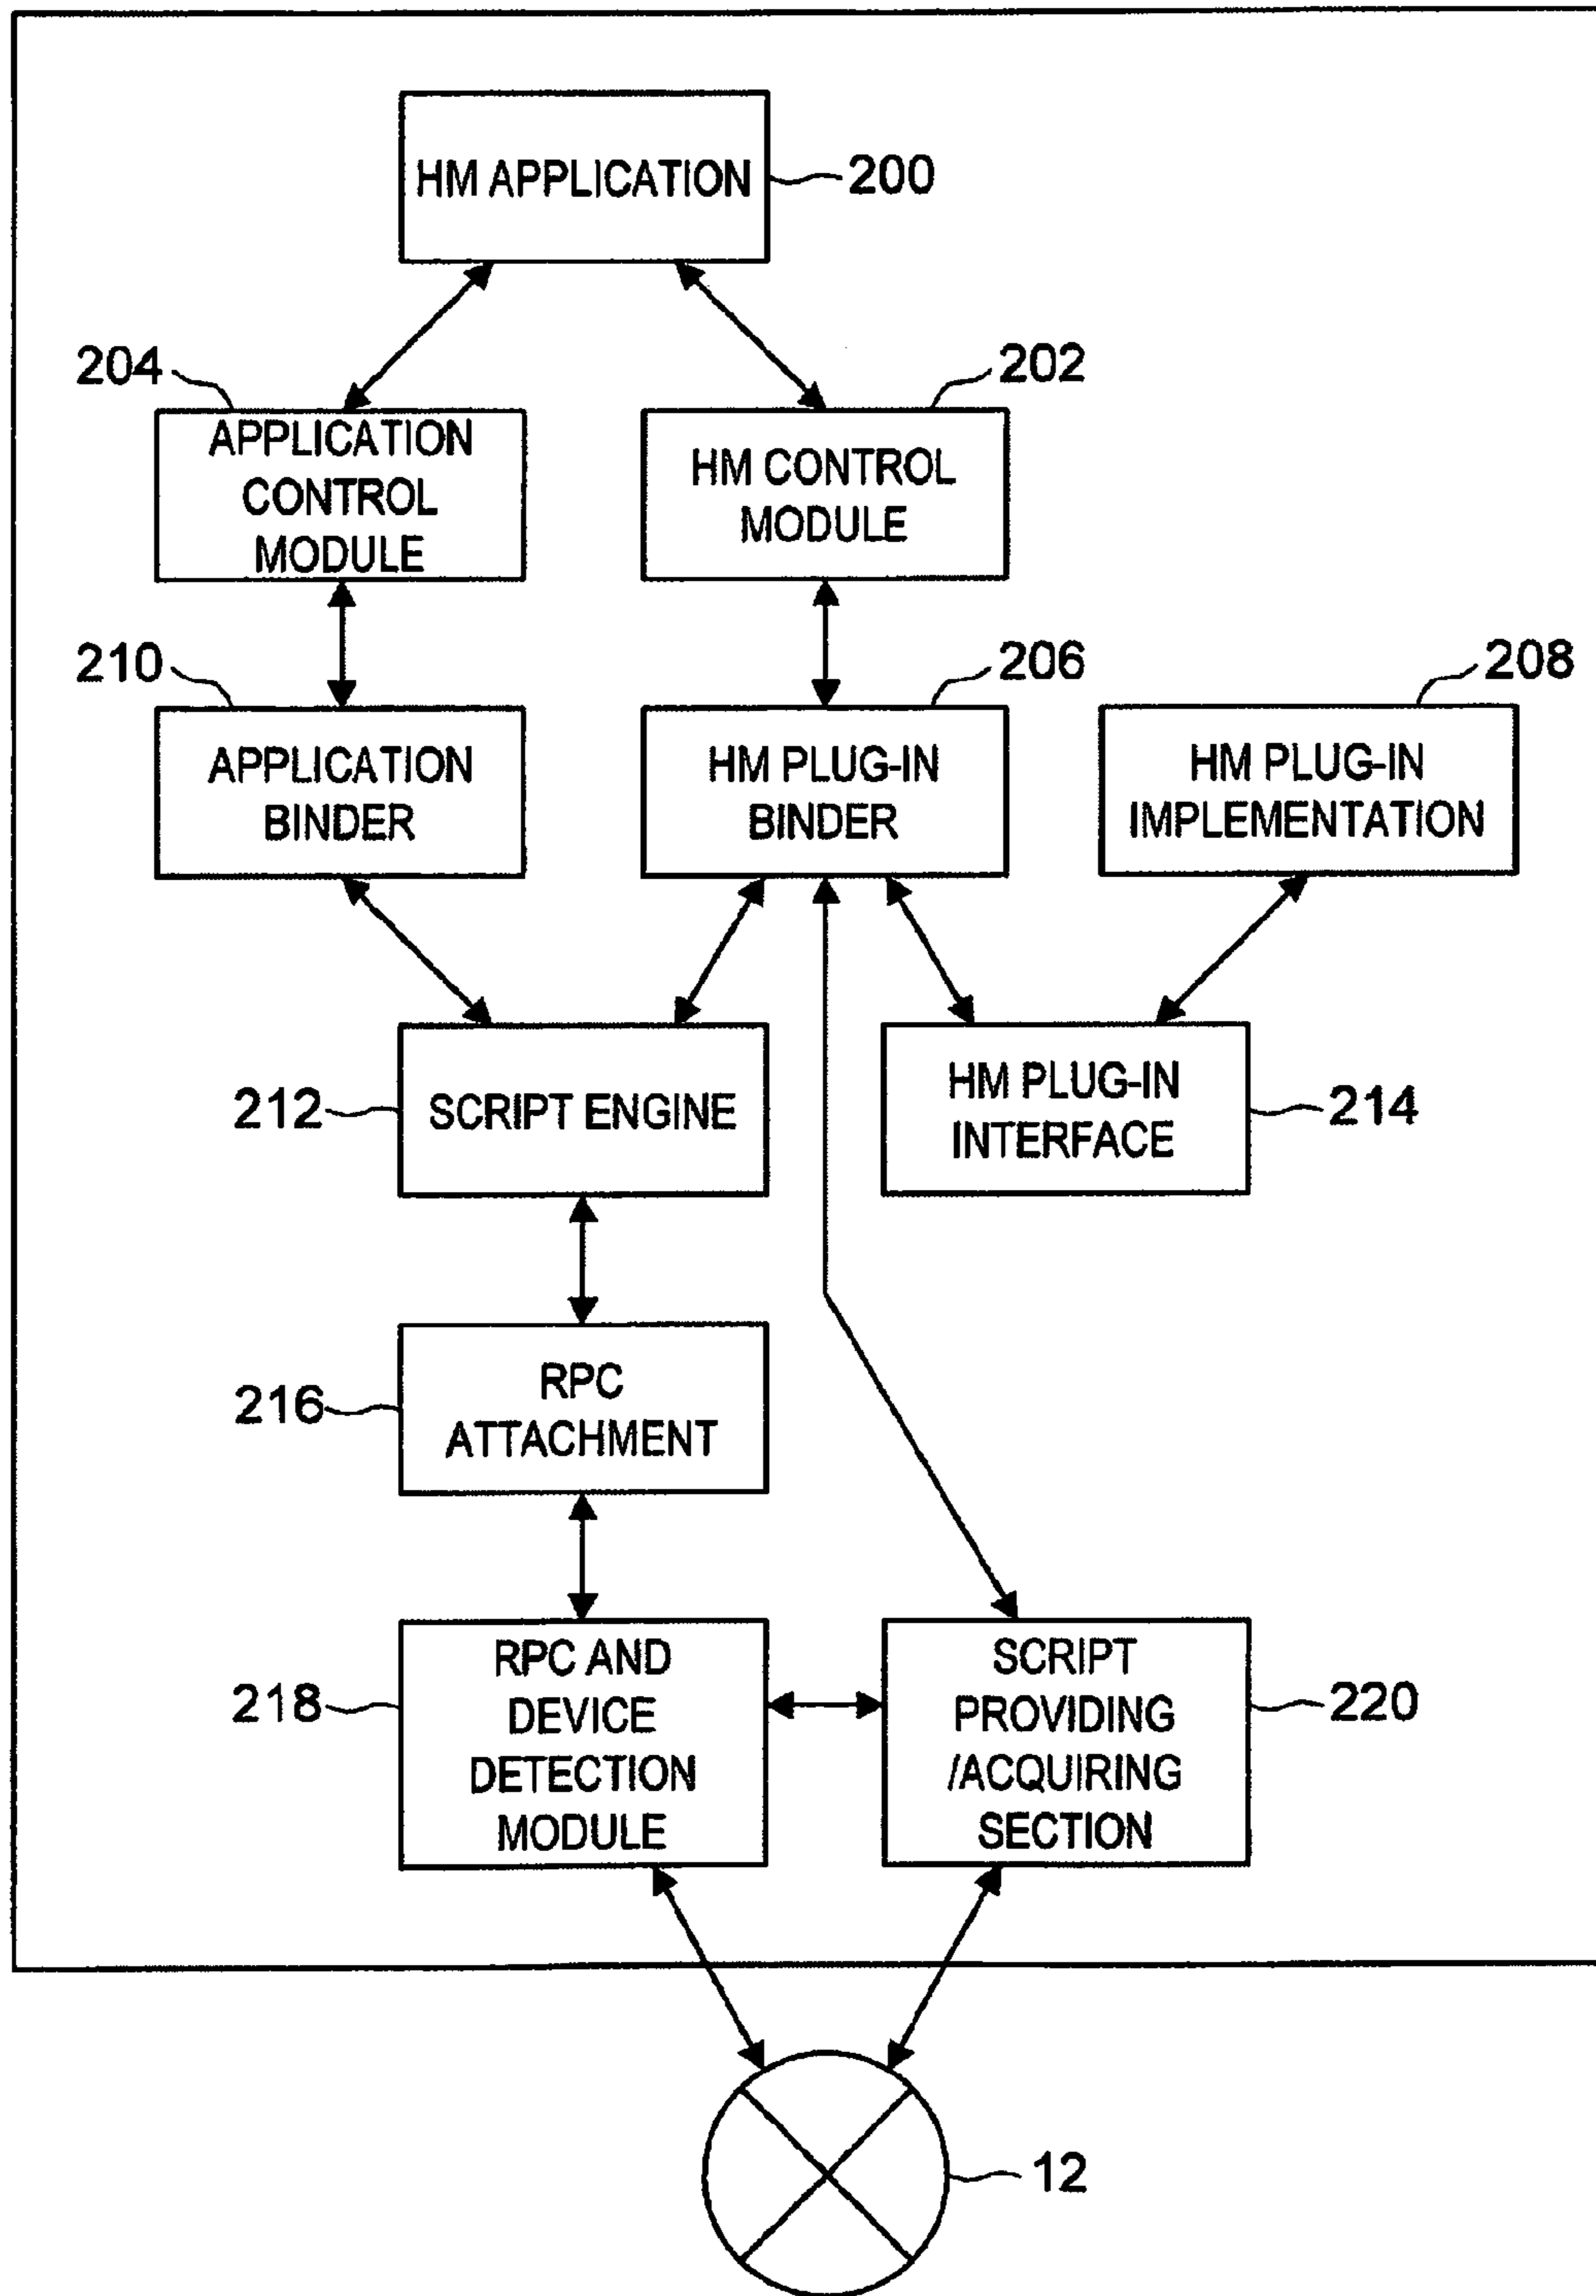 HM APPLICATION
200
204
202
APPLICATION
CONTROL
MODULE
HM CONTROL
MODULE
210
206
208
APPLICATION
BINDER
HM PLUG-IN
BINDER
HM PLUG-IN
IMPLEMENTATION
212
SCRIPT ENGINE
HM PLUG-IN
INTERFACE
214
216
RPC
ATTACHMENT
218
RPC AND
DEVICE
DETECTION
MODULE
SCRIPT
PROVIDING
/ACQUIRING
SECTION
220
12